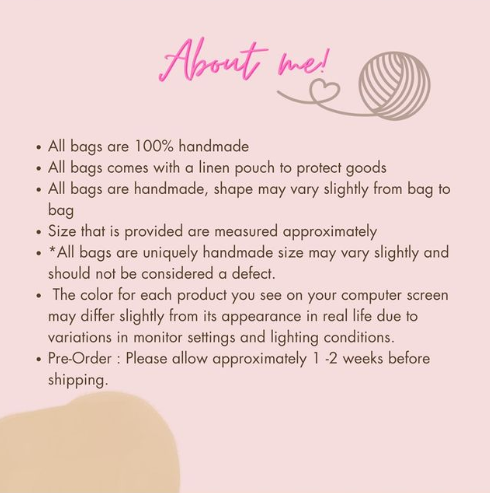 About me!
• All bags are 100% handmade
• All bags comes with a linen pouch to protect goods
• All bags are handmade, shape may vary slightly from bag to
bag
• Size that is provided are measured approximately
• *All bags are uniquely handmade size may vary slightly and
should not be considered a defect.
• The color for each product you see on your computer screen
may differ slightly from its appearance in real life due to
variations in monitor settings and lighting conditions.
• Pre-Order : Please allow approximately 1 -2 weeks before
shipping.